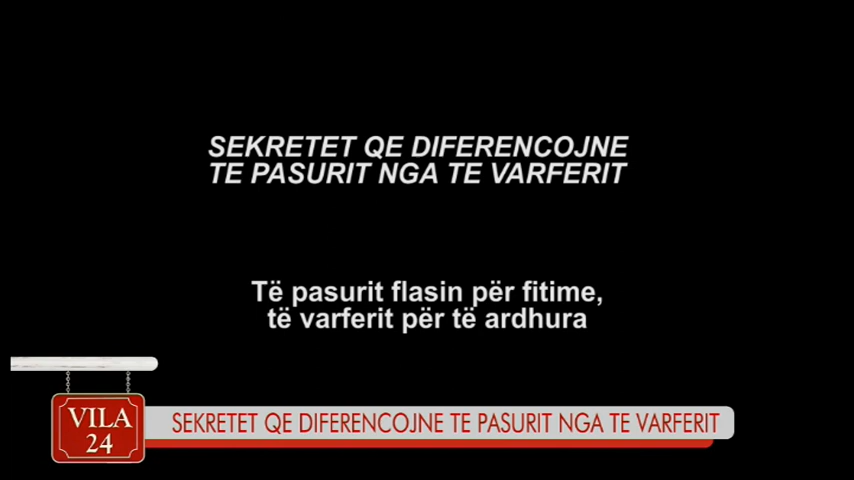 SEKRETET QE DIFERENCOJNE
TE PASURIT NGA TE VARFERIT
Të pasurit flasin për fitime,
të varferit për të ardhura
VILA
24
SEKRETET QE DIFERENCOJNE TE PASURIT NGA TE VARFERIT